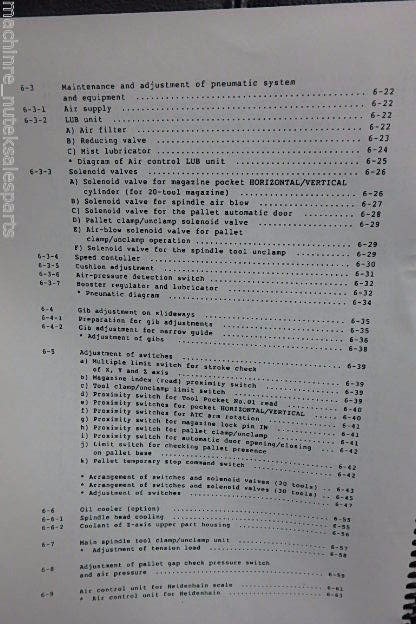 machinre_nuteksalesparts
6-3 Maintenance and adjustment of pneumatic system
and equipment ........ 6-22
6-3-1 Air supply ........ 6-22
6-3-2 LUB unit ........ 6-22
A) Air filter ........ 6-22
B) Reducing valve ........ 6-23
C) Mist lubricator ........ 6-24
* Diagram of Air control LUB unit ........ 6-25
6-3-3 Solenoid valves ........ 6-26
A) Solenoid valve for magazine pocket HORIZONTAL/VERTICAL
cylinder (for 20-tool magazine) ........ 6-26
B) Solenoid valve for spindle air blow ........ 6-27
C) Solenoid valve for the pallet automatic door ........ 6-28
D) Pallet clamp/unclamp solenoid valve ........ 6-29
E) Air-blow solenoid valve for pallet
clamp/unclamp operation ........ 6-29
F) Solenoid valve for the spindle tool unclamp ........ 6-29
6-3-4 Speed contoller ........ 6-30
6-3-5 Cushion adjustment ........ 6-31
6-3-6 Air-pressure detection switch ........ 6-32
6-3-7 Booster regulator and lubricator ........ 6-32
* Pneumatic diagram ........ 6-34
6-4 Gib adjustment on slideways ........ 6-35
6-4-1 Preparation for gib adjustments ........ 6-35
6-4-2 Gib adjustment for narrow guide ........ 6-36
* Adjustment of gibs ........ 6-38
6-5 Adjustment of switches ........ 6-39
a) Multiple limit switch for stroke check
of X, Y and Z axis ........ 6-39
b) Magazine index (read) proximity switch ........ 6-39
c) Tool clamp/unclamp limit switch ........ 6-39
d) Proximity switch for Tool Pocket No.01 read ........ 6-40
e) Proximity switches for pocket HORIZONTAL/VERTICAL ........ 6-40
f) Proximity switches for ATC arm rotation ........ 6-41
g) Proximity switch for magazine lock pin IN ........ 6-41
h) Proximity switch for pallet clamp/unclamp ........ 6-41
i) Proximity switch for automatic door opening/closing ... 6-42
j) Limit switch for checking pallet presence
on pallet base ........ 6-42
k) Pallet temporary stop command switch ........ 6-42
* Arrangement of switches and solenoid valves (20 tools) .. 6-43
* Arrangement of switches and solenoid valves (30 tools) .. 6-45
* Adjustment of switches ........ 6-47
6-6 Oil cooler (option) ........ 6-55
6-6-1 Spindle head cooling ........ 6-55
6-6-2 Coolant of Z-axis upper part housing ........ 6-56
6-7 Main spindle tool clamp/unclamp unit ........ 6-57
* Adjustment of tension load ........ 6-58
6-8 Adjustment of pallet gap check pressure switch
and air pressure ........ 6-59
6-9 Air control unit for Heidenhain scale ........ 6-61
* Air control unit for Heidenhain ........ 6-63